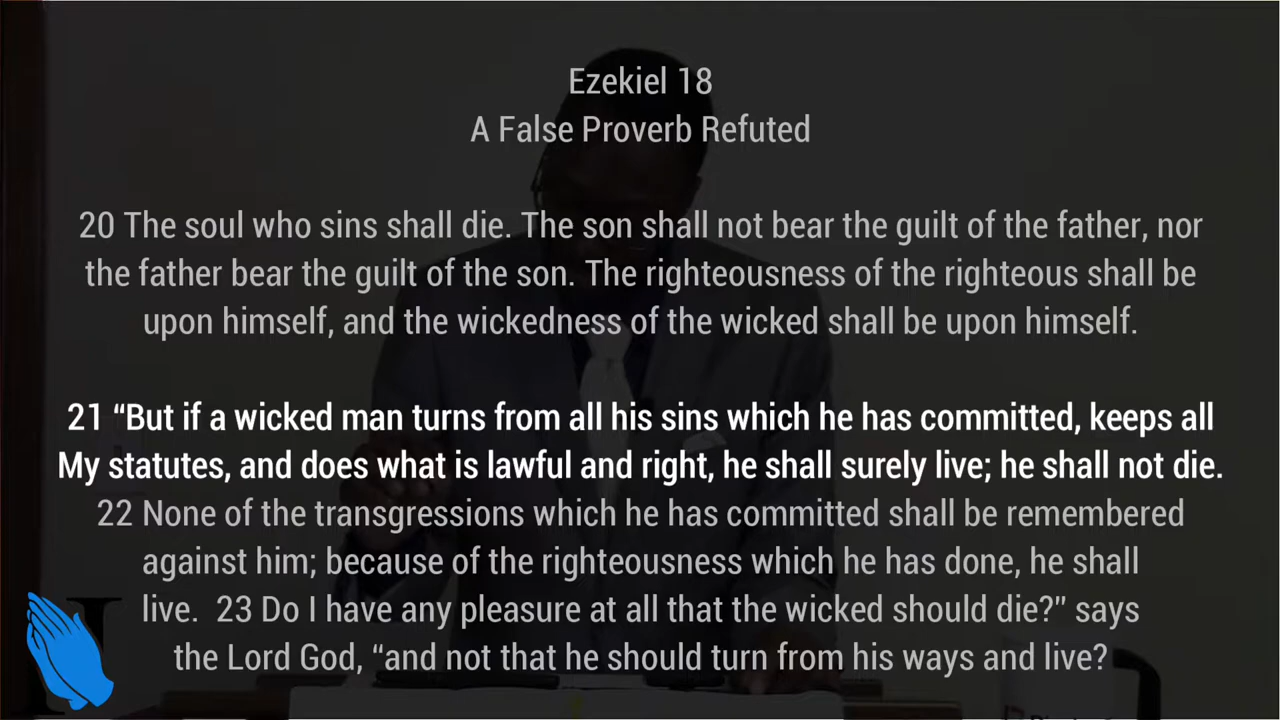 Ezekiel 18
A False Proverb Refuted
20 The soul who sins shall die. The son shall not bear the guilt of the father, nor
the father bear the guilt of the son. The righteousness of the righteous shall be
upon himself, and the wickedness of the wicked shall be upon himself.
21 “But if a wicked man turns from all his sins which he has committed, keeps all
My statutes, and does what is lawful and right, he shall surely live; he shall not die.
22 None of the transgressions which he has committed shall be remembered
against him; because of the righteousness which he has done, he shall
live. 23 Do I have any pleasure at all that the wicked should die?” says
the Lord God, “and not that he should turn from his ways and live?